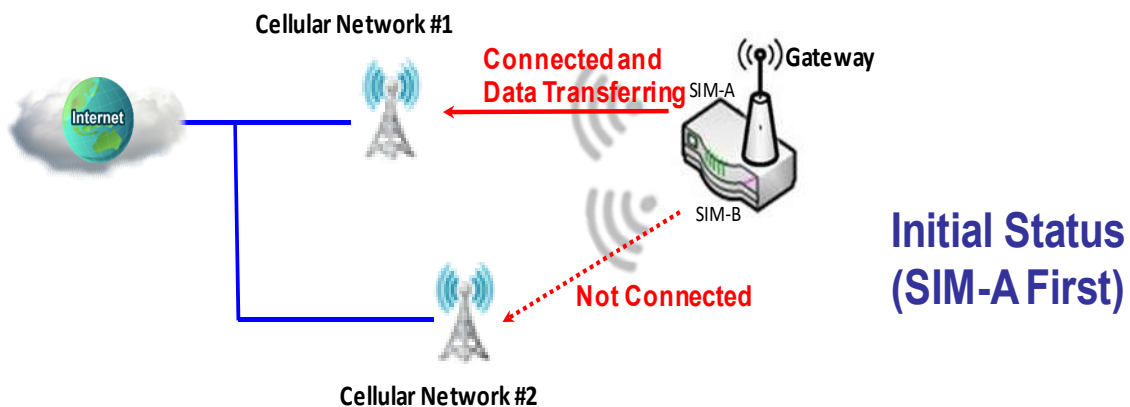 Cellular Network #1
Connected and
Data Transferring
SIM-A
Gateway
Internet
SIM-B
Initial Status
(SIM-A First)
Not Connected
Cellular Network #2